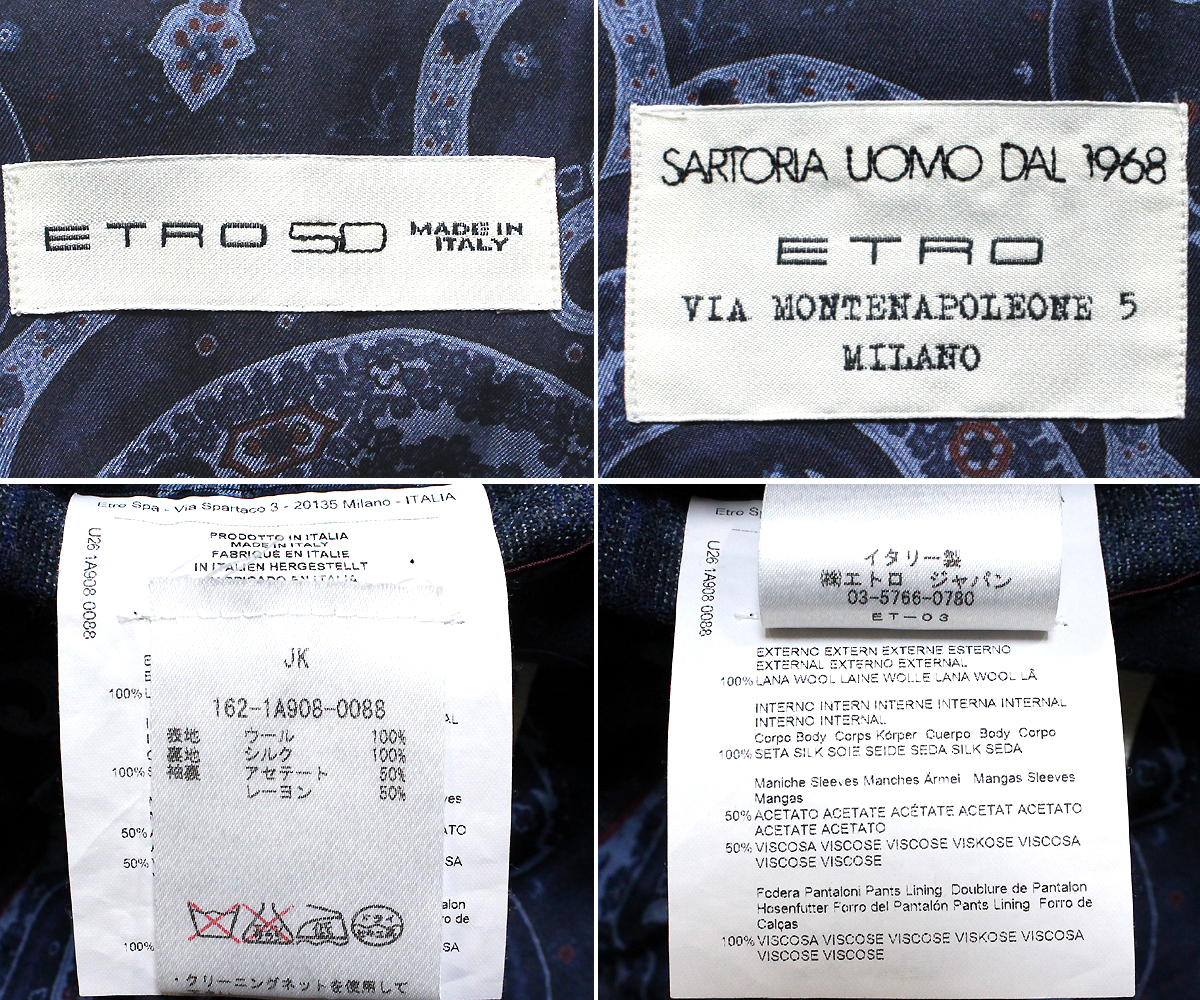 ETRO 50 MADE IN
ITALY
SARTORIA UOMO DAL 1968
ETRO
VIA MONTENAPOLEONE 5
MILANO
Etro Spa - Via Spartaco 3 - 20135 Milano - ITALIA
PRODOTTO IN ITALIA
MADE IN ITALY
FABRIQUÉ EN ITALIE
IN ITALIEN HERGESTELLT
U26 1A908 0088
JK
162-1A908-0088
表地 ウール 100%
裏地 シルク 100%
袖裏 アセテート 50%
レーヨン 50%
100%
100%
50%
50%
100%
低
ドライ
・クリーニングネットを使用して
Etro
U26 1A908 0088
イタリー製
㈱エトロ ジャパン
03-5766-0780
ET-03
EXTERNO EXTERN EXTERNE ESTERNO
EXTERNAL EXTERNO EXTERNAL
100% LANA WOOL LAINE WOLLE LANA WOOL LÃ
INTERNO INTERN INTERNE INTERNA INTERNAL
INTERNO INTERNAL
Corpo Body Corps Körper Cuerpo Body Corpo
100% SETA SILK SOIE SEIDE SEDA SILK SEDA
Maniche Sleeves Manches Ärmel Mangas Sleeves
Mangas
50% ACETATO ACETATE ACÉTATE ACETAT ACETATO
ACETATE ACETATO
50% VISCOSA VISCOSE VISCOSE VISKOSE VISCOSA
VISCOSE VISCOSE
Fodera Pantaloni Pants Lining Doublure de Pantalon
Hosenfutter Forro del Pantalón Pants Lining Forro de
Calças
100% VISCOSA VISCOSE VISCOSE VISKOSE VISCOSA
VISCOSE VISCOSE